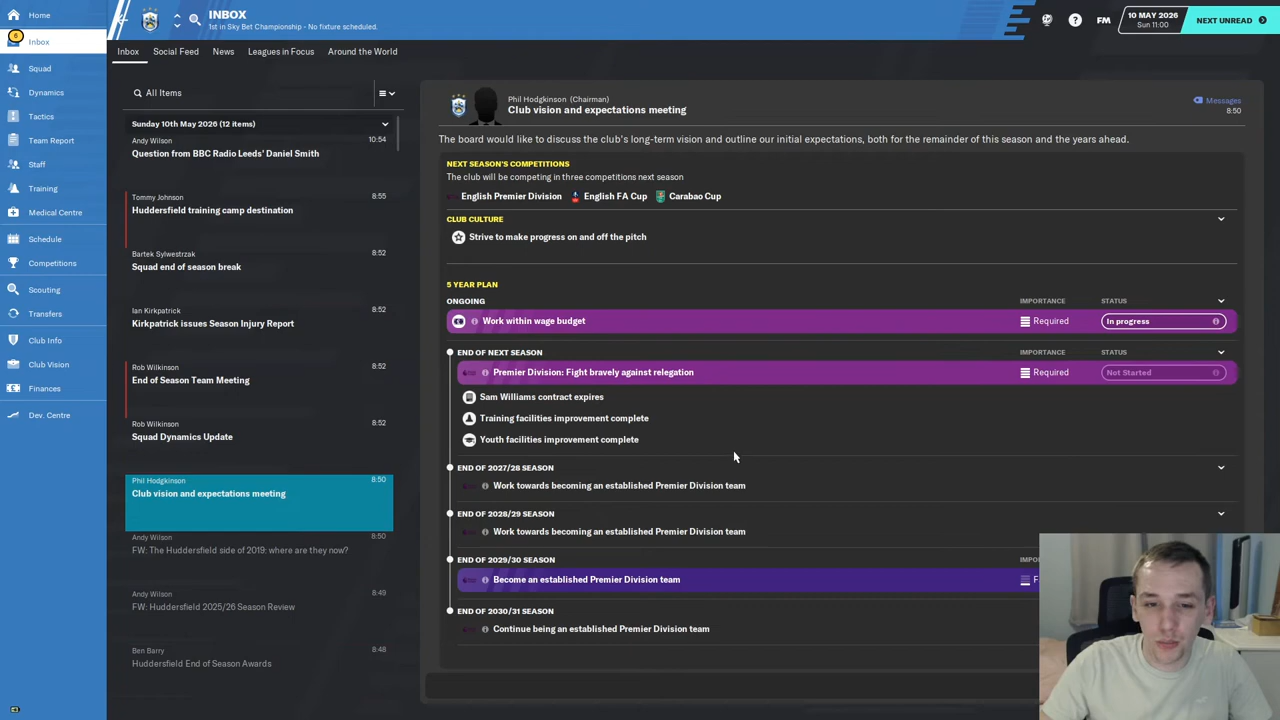 Home
6
Inbox
Squad
Dynamics
Tactics
Team Report
Staff
Training
Medical Centre
Schedule
Competitions
Scouting
Transfers
Club Info
Club Vision
Finances
Dev. Centre
INBOX
1st in Sky Bet Championship - No fixture scheduled.
?
FM
10 MAY 2026
Sun 11:00
NEXT UNREAD
Inbox
Social Feed
News
Leagues in Focus
Around the World
All Items
Sunday 10th May 2026 (12 items)
Andy Wilson 10:54
Question from BBC Radio Leeds' Daniel Smith
Tommy Johnson 8:55
Huddersfield training camp destination
Bartek Sylwestrzak 8:52
Squad end of season break
Ian Kirkpatrick 8:52
Kirkpatrick issues Season Injury Report
Rob Wilkinson 8:52
End of Season Team Meeting
Rob Wilkinson 8:52
Squad Dynamics Update
Phil Hodgkinson 8:50
Club vision and expectations meeting
Andy Wilson 8:50
FW: The Huddersfield side of 2019: where are they now?
Andy Wilson 8:49
FW: Huddersfield 2025/26 Season Review
Ben Barry 8:48
Huddersfield End of Season Awards
Phil Hodgkinson (Chairman)
Club vision and expectations meeting
Messages
8:50
The board would like to discuss the club's long-term vision and outline our initial expectations, both for the remainder of this season and the years ahead.
NEXT SEASON'S COMPETITIONS
The club will be competing in three competitions next season
English Premier Division English FA Cup Carabao Cup
CLUB CULTURE
Strive to make progress on and off the pitch
5 YEAR PLAN
ONGOING IMPORTANCE STATUS
Work within wage budget Required In progress
END OF NEXT SEASON IMPORTANCE STATUS
Premier Division: Fight bravely against relegation Required Not Started
Sam Williams contract expires
Training facilities improvement complete
Youth facilities improvement complete
END OF 2027/28 SEASON
Work towards becoming an established Premier Division team
END OF 2028/29 SEASON
Work towards becoming an established Premier Division team
END OF 2029/30 SEASON
Become an established Premier Division team
END OF 2030/31 SEASON
Continue being an established Premier Division team